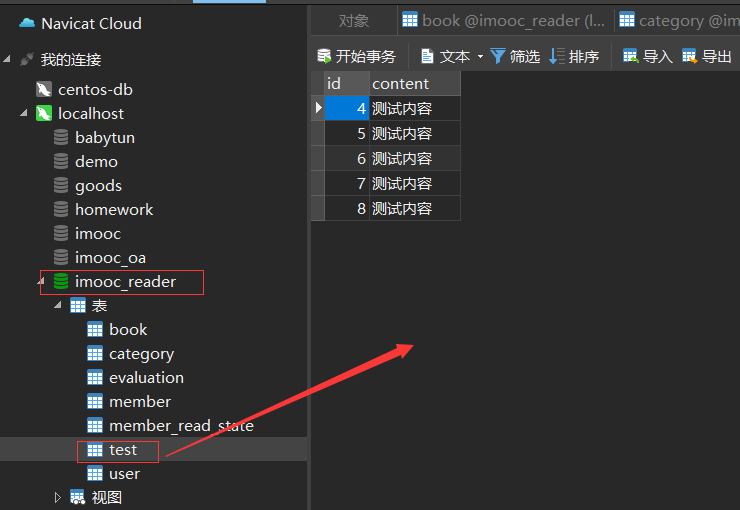 Navicat Cloud
我的连接
centos-db
localhost
babytun
demo
goods
homework
imooc
imooc_oa
imooc_reader
表
book
category
evaluation
member
member_read_state
test
user
视图
对象 book @imooc_reader (l... category @im
开始事务 文本 筛选 排序 导入 导出
id content
4 测试内容
5 测试内容
6 测试内容
7 测试内容
8 测试内容